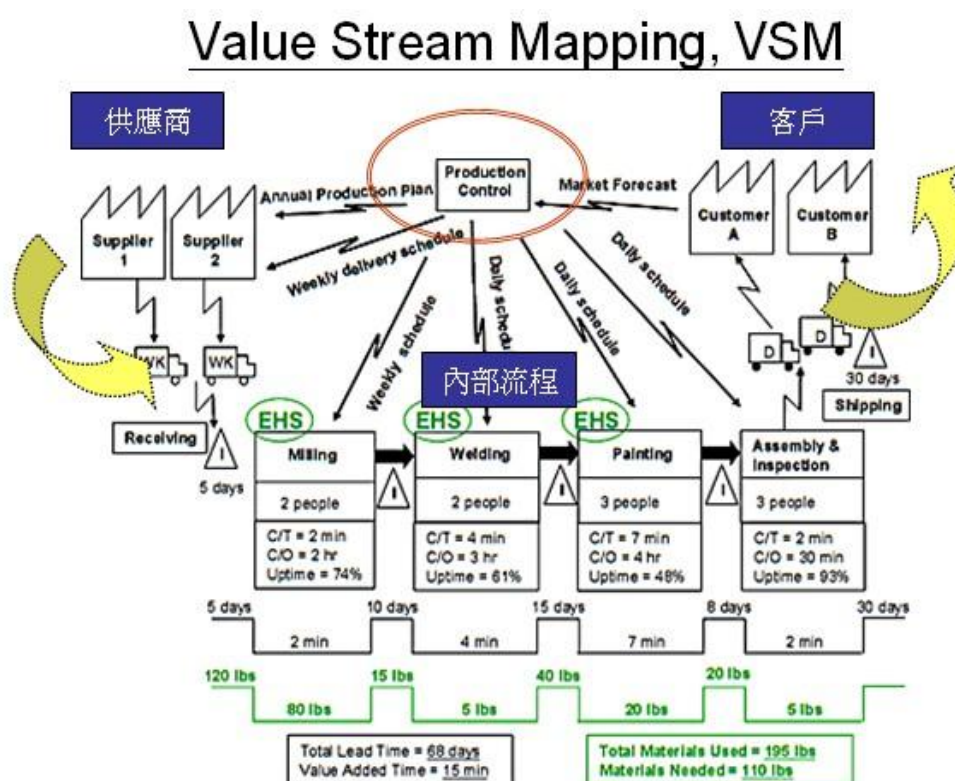 Value Stream Mapping, VSM
供應商
客戶
Production
Control
Annual Production Plan
Market Forecast
Supplier
1
Supplier
2
Customer
A
Customer
B
Weekly delivery schedule
Weekly schedule
Daily schedule
Daily schedule
Daily schedule
WK
WK
D
D
I
30 days
Shipping
內部流程
Receiving
I
5 days
EHS
EHS
EHS
Milling
Welding
Painting
Assembly &
Inspection
I
I
I
2 people
2 people
3 people
3 people
C/T = 2 min
C/O = 2 hr
Uptime = 74%
C/T = 4 min
C/O = 3 hr
Uptime = 61%
C/T = 7 min
C/O = 4 hr
Uptime = 48%
C/T = 2 min
C/O = 30 min
Uptime = 93%
5 days 10 days 15 days 8 days 30 days
2 min 4 min 7 min 2 min
120 lbs 15 lbs 40 lbs 20 lbs
80 lbs 5 lbs 20 lbs 5 lbs
Total Lead Time = 68 days
Value Added Time = 15 min
Total Materials Used = 195 lbs
Materials Needed = 110 lbs